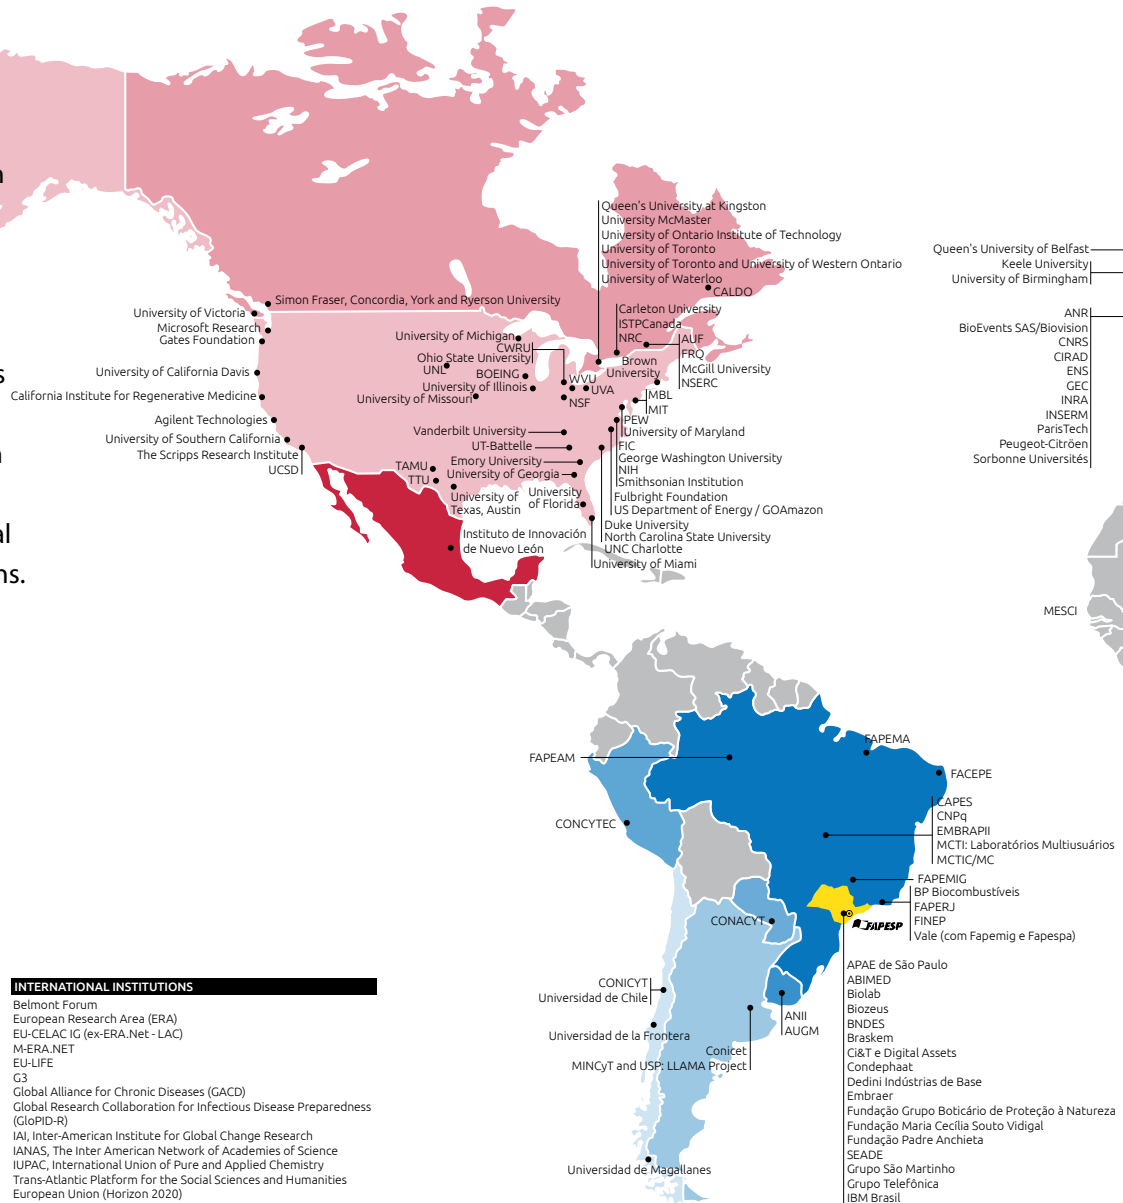 n
s
n
al
ns.
Queen's University at Kingston
University McMaster
University of Ontario Institute of Technology
University of Toronto
University of Toronto and University of Western Ontario
University of Waterloo
CALDO
Simon Fraser, Concordia, York and Ryerson University
University of Victoria
Microsoft Research
Gates Foundation
University of California Davis
California Institute for Regenerative Medicine
Agilent Technologies
University of Southern California
The Scripps Research Institute
UCSD
University of Michigan
CWRU
Ohio State University
UNL
BOEING
University of Illinois
University of Missouri
WVU
UVA
NSF
Carleton University
ISTPCanada
NRC
AUF
FRQ
McGill University
NSERC
Brown
University
MBL
MIT
PEW
University of Maryland
FIC
George Washington University
NIH
Smithsonian Institution
Fulbright Foundation
US Department of Energy / GOAmazon
Duke University
North Carolina State University
UNC Charlotte
University of Miami
Vanderbilt University
UT-Battelle
Emory University
University of Georgia
TAMU
TTU
University of
Texas, Austin
University
of Florida
Instituto de Innovación
de Nuevo León
Queen's University of Belfast
Keele University
University of Birmingham
ANR
BioEvents SAS/Biovision
CNRS
CIRAD
ENS
GEC
INRA
INSERM
ParisTech
Peugeot-Citröen
Sorbonne Universités
MESCI
FAPEAM
FAPEMA
FACEPE
CONCYTEC
CAPES
CNPq
EMBRAPII
MCTI: Laboratórios Multiusuários
MCTIC/MC
FAPEMIG
BP Biocombustíveis
FAPERJ
FINEP
Vale (com Fapemig e Fapespa)
FAPESP
CONACYT
CONICYT
Universidad de Chile
Universidad de la Frontera
ANII
AUGM
Conicet
MINCyT and USP: LLAMA Project
Universidad de Magallanes
APAE de São Paulo
ABIMED
Biolab
Biozeus
BNDES
Braskem
Ci&T e Digital Assets
Condephaat
Dedini Indústrias de Base
Embraer
Fundação Grupo Boticário de Proteção à Natureza
Fundação Maria Cecília Souto Vidigal
Fundação Padre Anchieta
SEADE
Grupo São Martinho
Grupo Telefônica
IBM Brasil
INTERNATIONAL INSTITUTIONS
Belmont Forum
European Research Area (ERA)
EU-CELAC IG (ex-ERA.Net - LAC)
M-ERA.NET
EU-LIFE
G3
Global Alliance for Chronic Diseases (GACD)
Global Research Collaboration for Infectious Disease Preparedness
(GloPID-R)
IAI, Inter-American Institute for Global Change Research
IANAS, The Inter American Network of Academies of Science
IUPAC, International Union of Pure and Applied Chemistry
Trans-Atlantic Platform for the Social Sciences and Humanities
European Union (Horizon 2020)